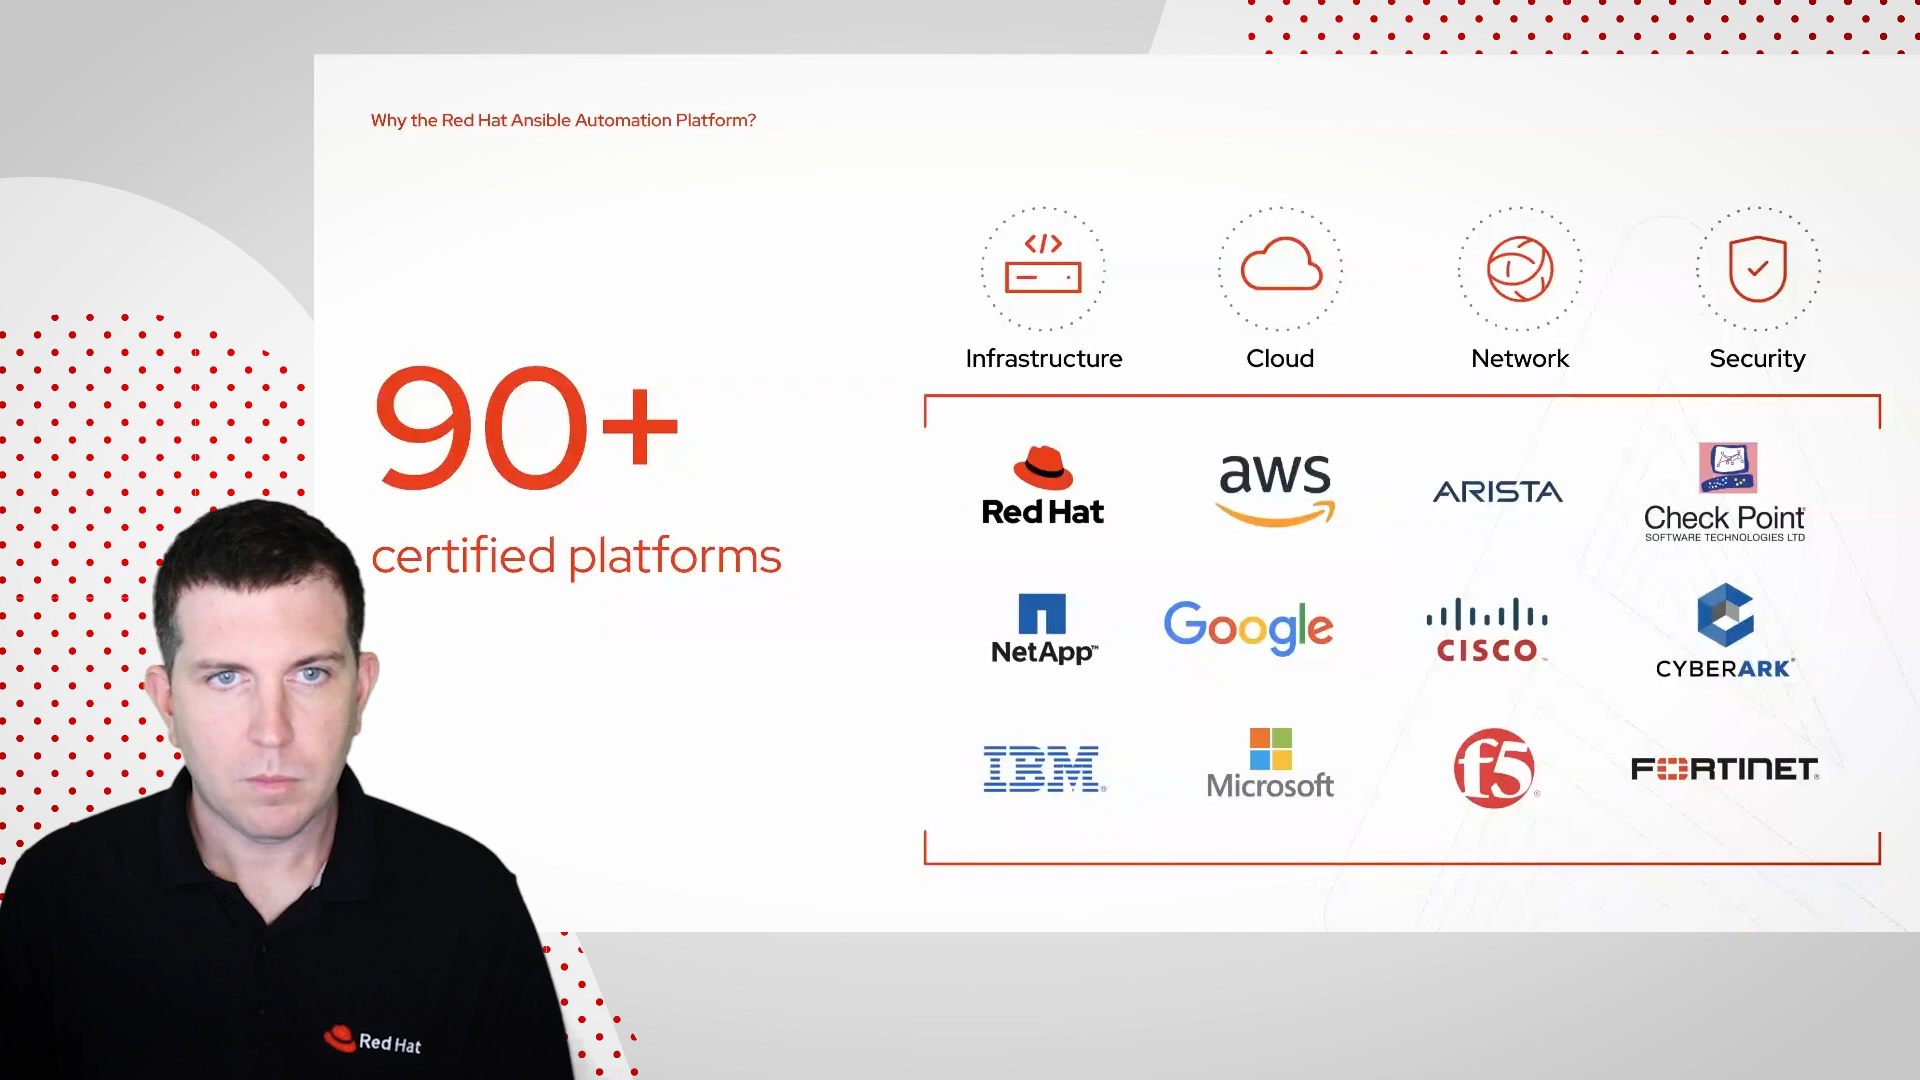 Why the Red Hat Ansible Automation Platform?
90+
certified platforms
Infrastructure
Cloud
Network
Security
Red Hat
aws
ARISTA
Check Point
SOFTWARE TECHNOLOGIES LTD
NetApp™
Google
CISCO
CYBERARK®
IBM®
Microsoft
f5®
FORTINET®
Red Hat